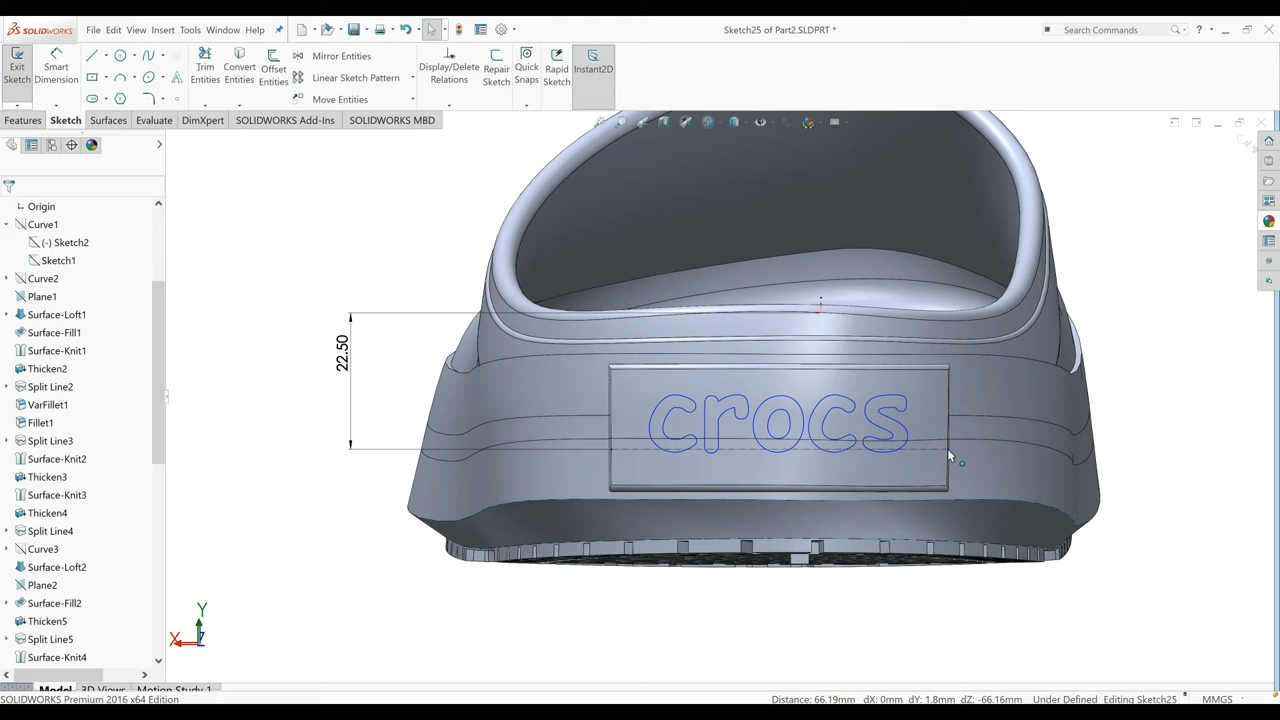 SOLIDWORKS File Edit View Insert Tools Window Help Sketch25 of Part2.SLDPRT * Search Commands
Exit Sketch
Smart Dimension
Trim Entities
Convert Entities
Offset Entities
Mirror Entities
Linear Sketch Pattern
Move Entities
Display/Delete Relations
Repair Sketch
Quick Snaps
Rapid Sketch
Instant2D
Features Sketch Surfaces Evaluate DimXpert SOLIDWORKS Add-Ins SOLIDWORKS MBD
Origin
Curve1
(-) Sketch2
Sketch1
Curve2
Plane1
Surface-Loft1
Surface-Fill1
Surface-Knit1
Thicken2
Split Line2
VarFillet1
Fillet1
Split Line3
Surface-Knit2
Thicken3
Surface-Knit3
Thicken4
Split Line4
Curve3
Surface-Loft2
Plane2
Surface-Fill2
Thicken5
Split Line5
Surface-Knit4
22.50
crocs
Y
X
Z
Model 3D Views Motion Study 1
SOLIDWORKS Premium 2016 x64 Edition Distance: 66.19mm dX: 0mm dY: 1.8mm dZ: -66.16mm Under Defined Editing Sketch25 MMGS